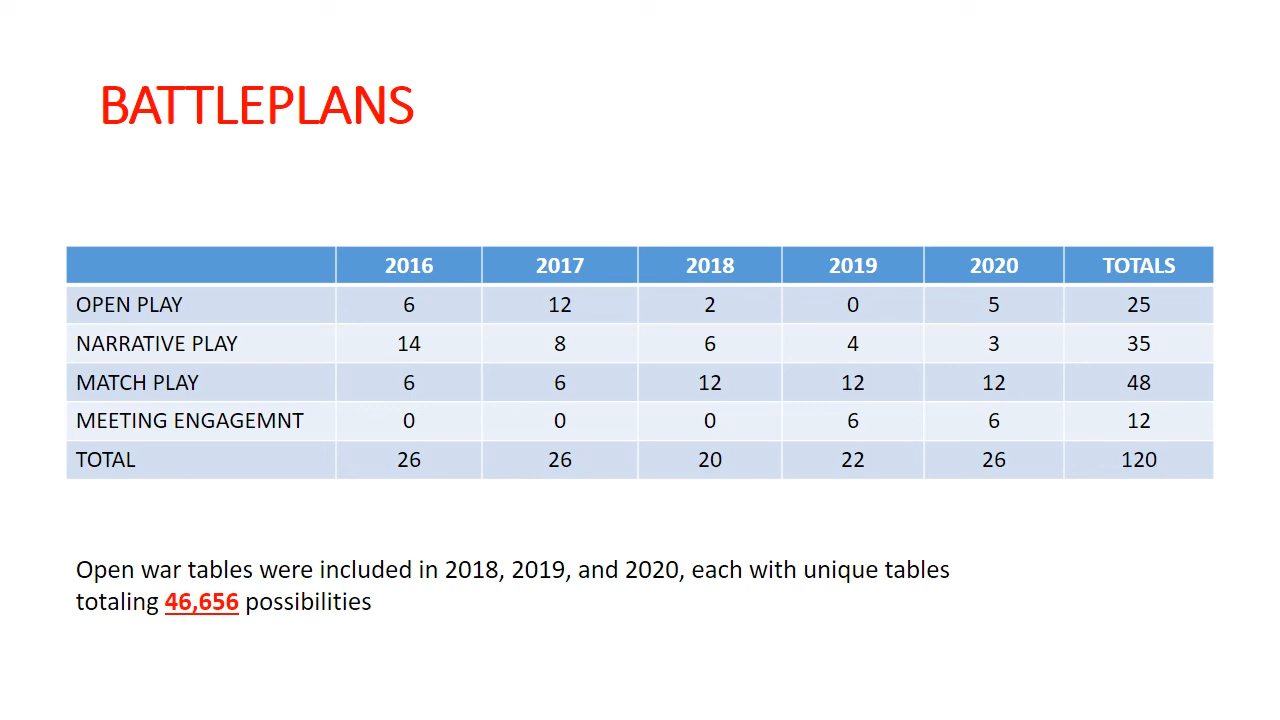 BATTLEPLANS
2016 2017 2018 2019 2020 TOTALS
OPEN PLAY 6 12 2 0 5 25
NARRATIVE PLAY 14 8 6 4 3 35
MATCH PLAY 6 6 12 12 12 48
MEETING ENGAGEMNT 0 0 0 6 6 12
TOTAL 26 26 20 22 26 120
Open war tables were included in 2018, 2019, and 2020, each with unique tables
totaling 46,656 possibilities